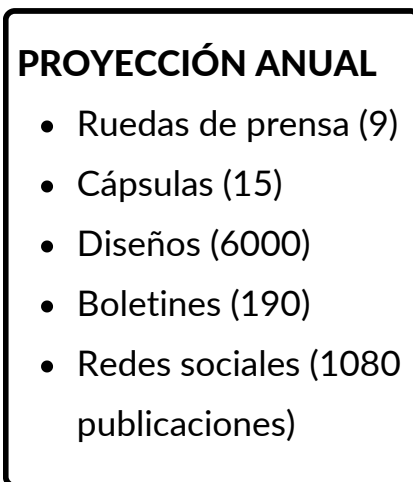 PROYECCIÓN ANUAL
• Ruedas de prensa (9)
• Cápsulas (15)
• Diseños (6000)
• Boletines (190)
• Redes sociales (1080
publicaciones)